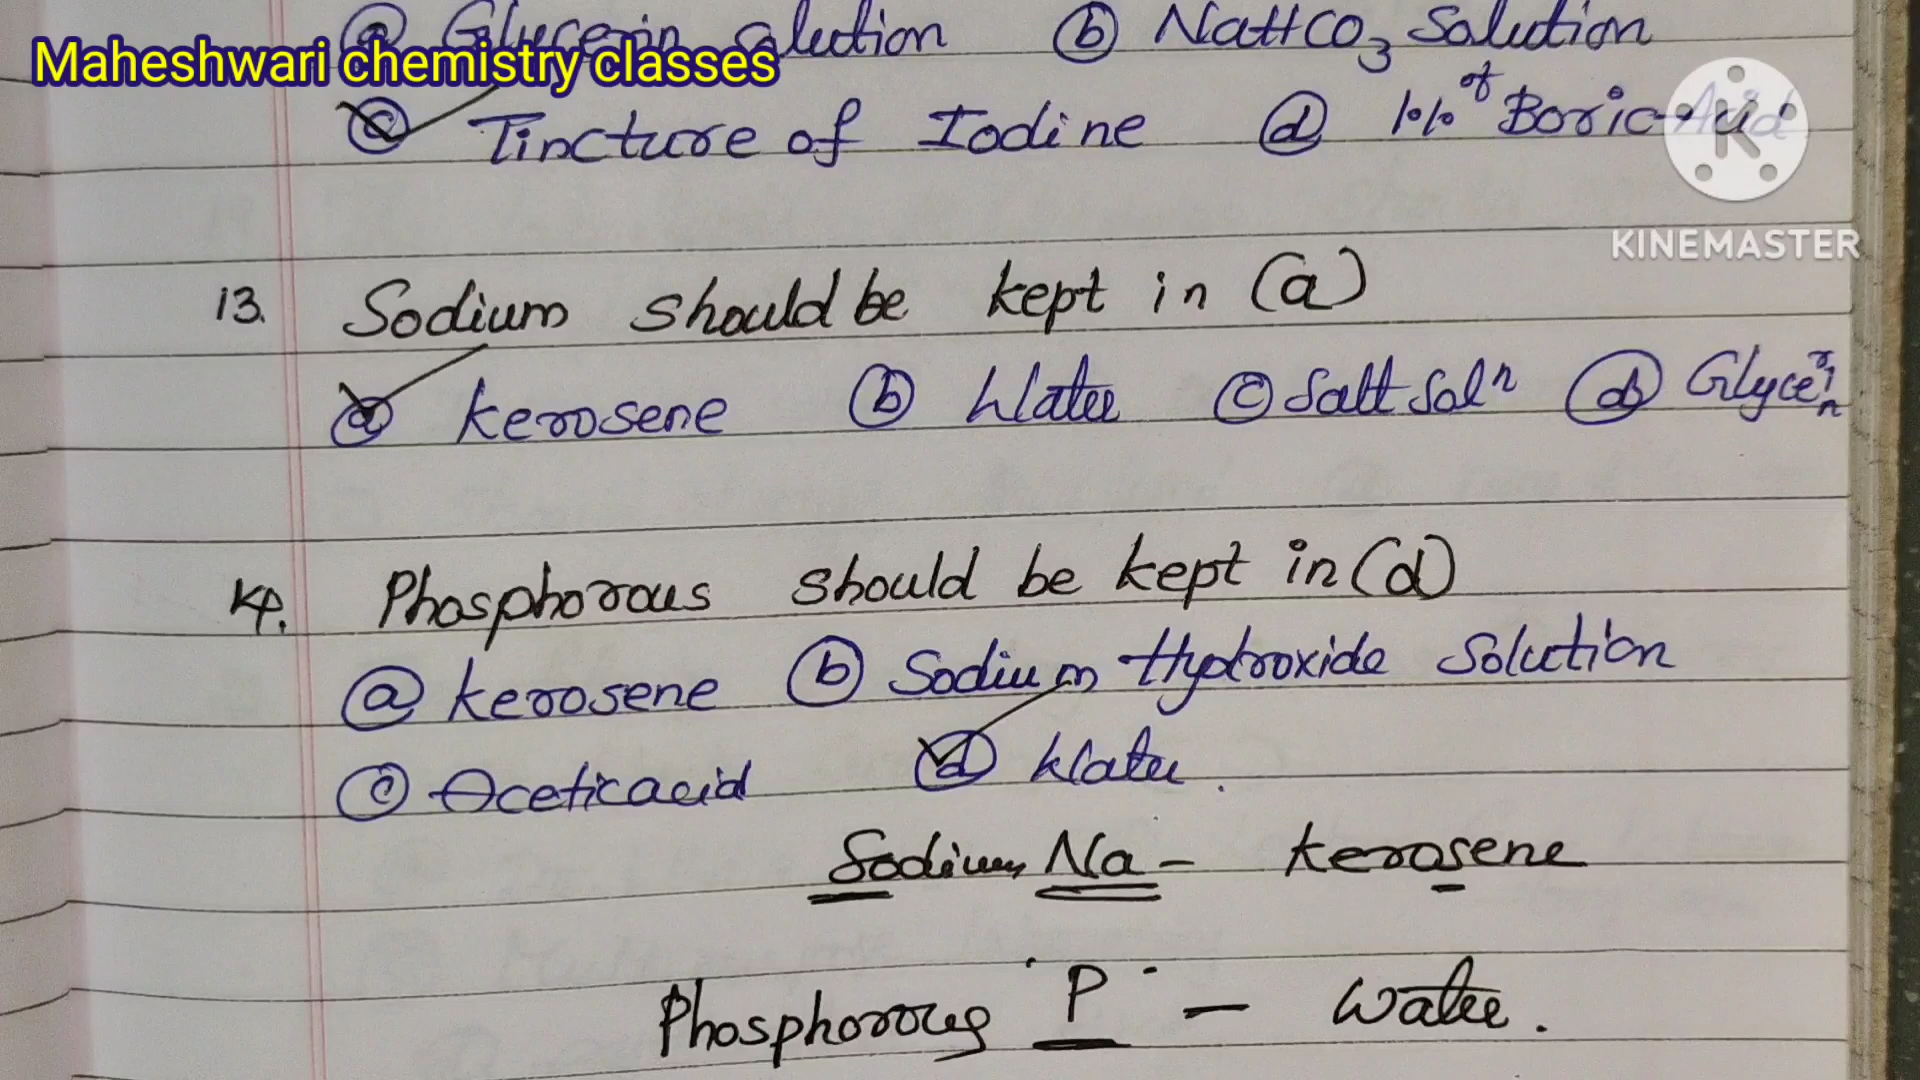 ⓐ Glycerin solution ⓑ NaHCO₃ Solution
Maheshwari chemistry classes
ⓒ Tincture of Iodine ⓓ 1% of Boric Acid
KINEMASTER
13. Sodium should be kept in (a)
ⓐ kerosene ⓑ Water ⓒ Salt Solⁿ ⓓ Glycerin
14. Phosphorous should be kept in (d)
ⓐ kerosene ⓑ Sodium Hydroxide Solution
ⓒ Acetic acid ⓓ Water.
Sodium Na - kerosene
Phosphorous P - Water.